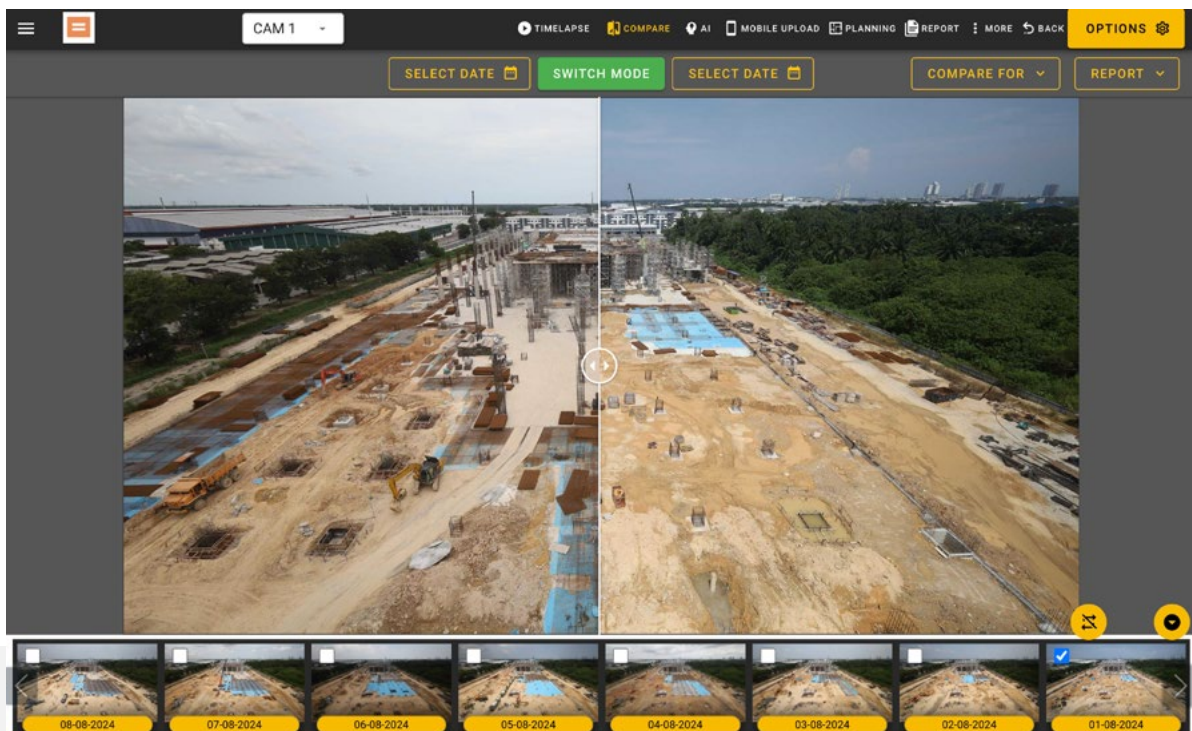 CAM 1
TIMELAPSE COMPARE AI MOBILE UPLOAD PLANNING REPORT MORE BACK OPTIONS
SELECT DATE SWITCH MODE SELECT DATE COMPARE FOR REPORT
08-08-2024 07-08-2024 06-08-2024 05-08-2024 04-08-2024 03-08-2024 02-08-2024 01-08-2024